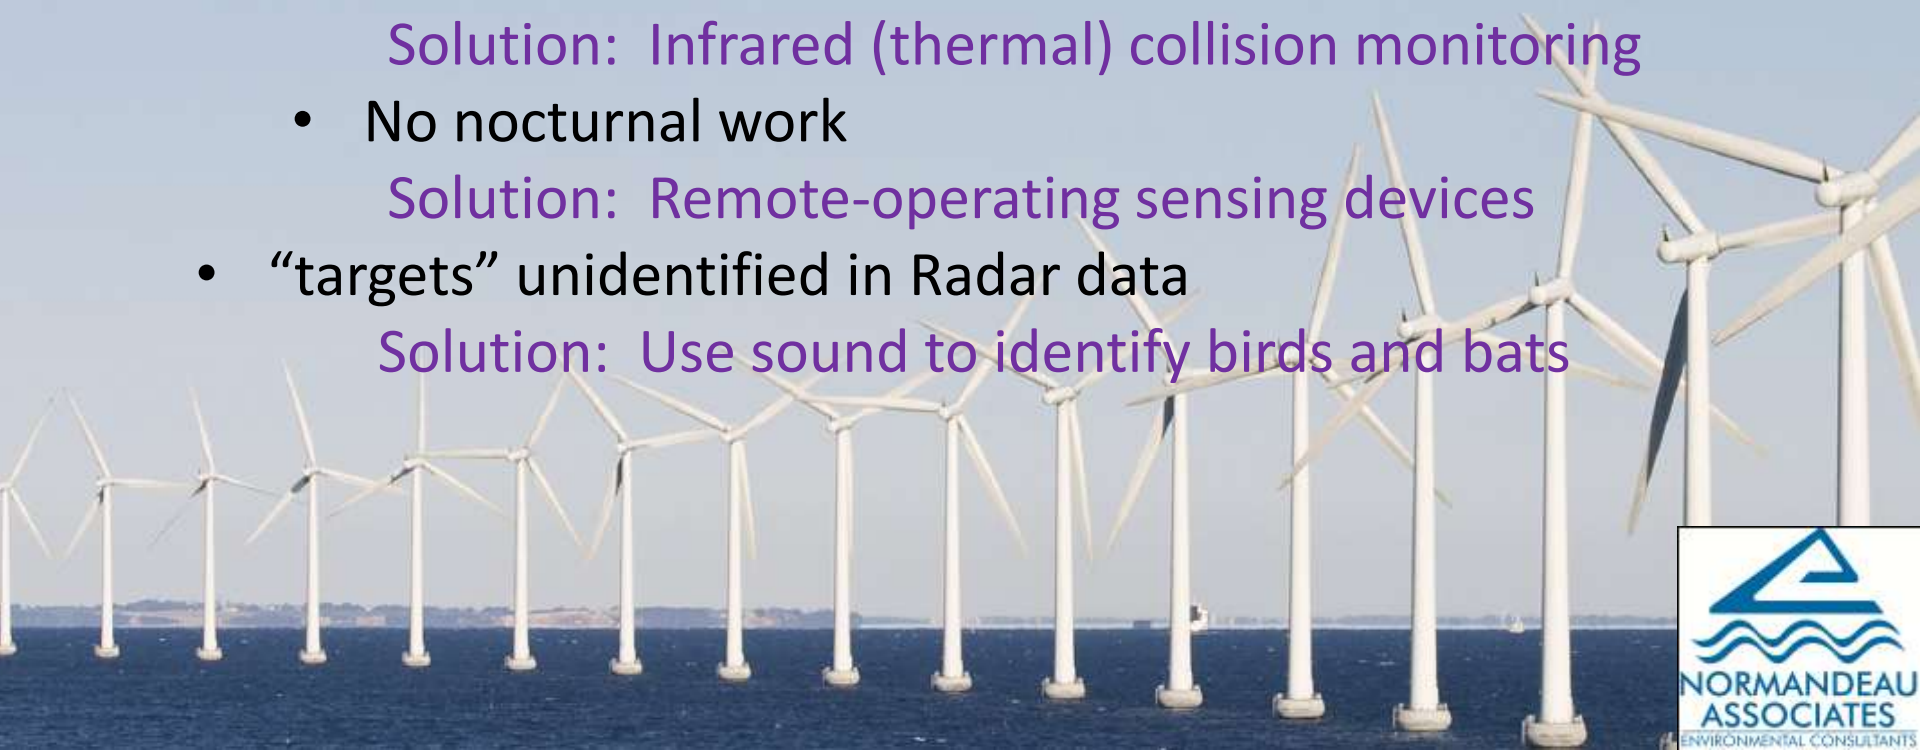 Solution:  Infrared (thermal) collision monitoring
• No nocturnal work
Solution:  Remote-operating sensing devices
• “targets” unidentified in Radar data
Solution:  Use sound to identify birds and bats
NORMANDEAU
ASSOCIATES
ENVIRONMENTAL CONSULTANTS